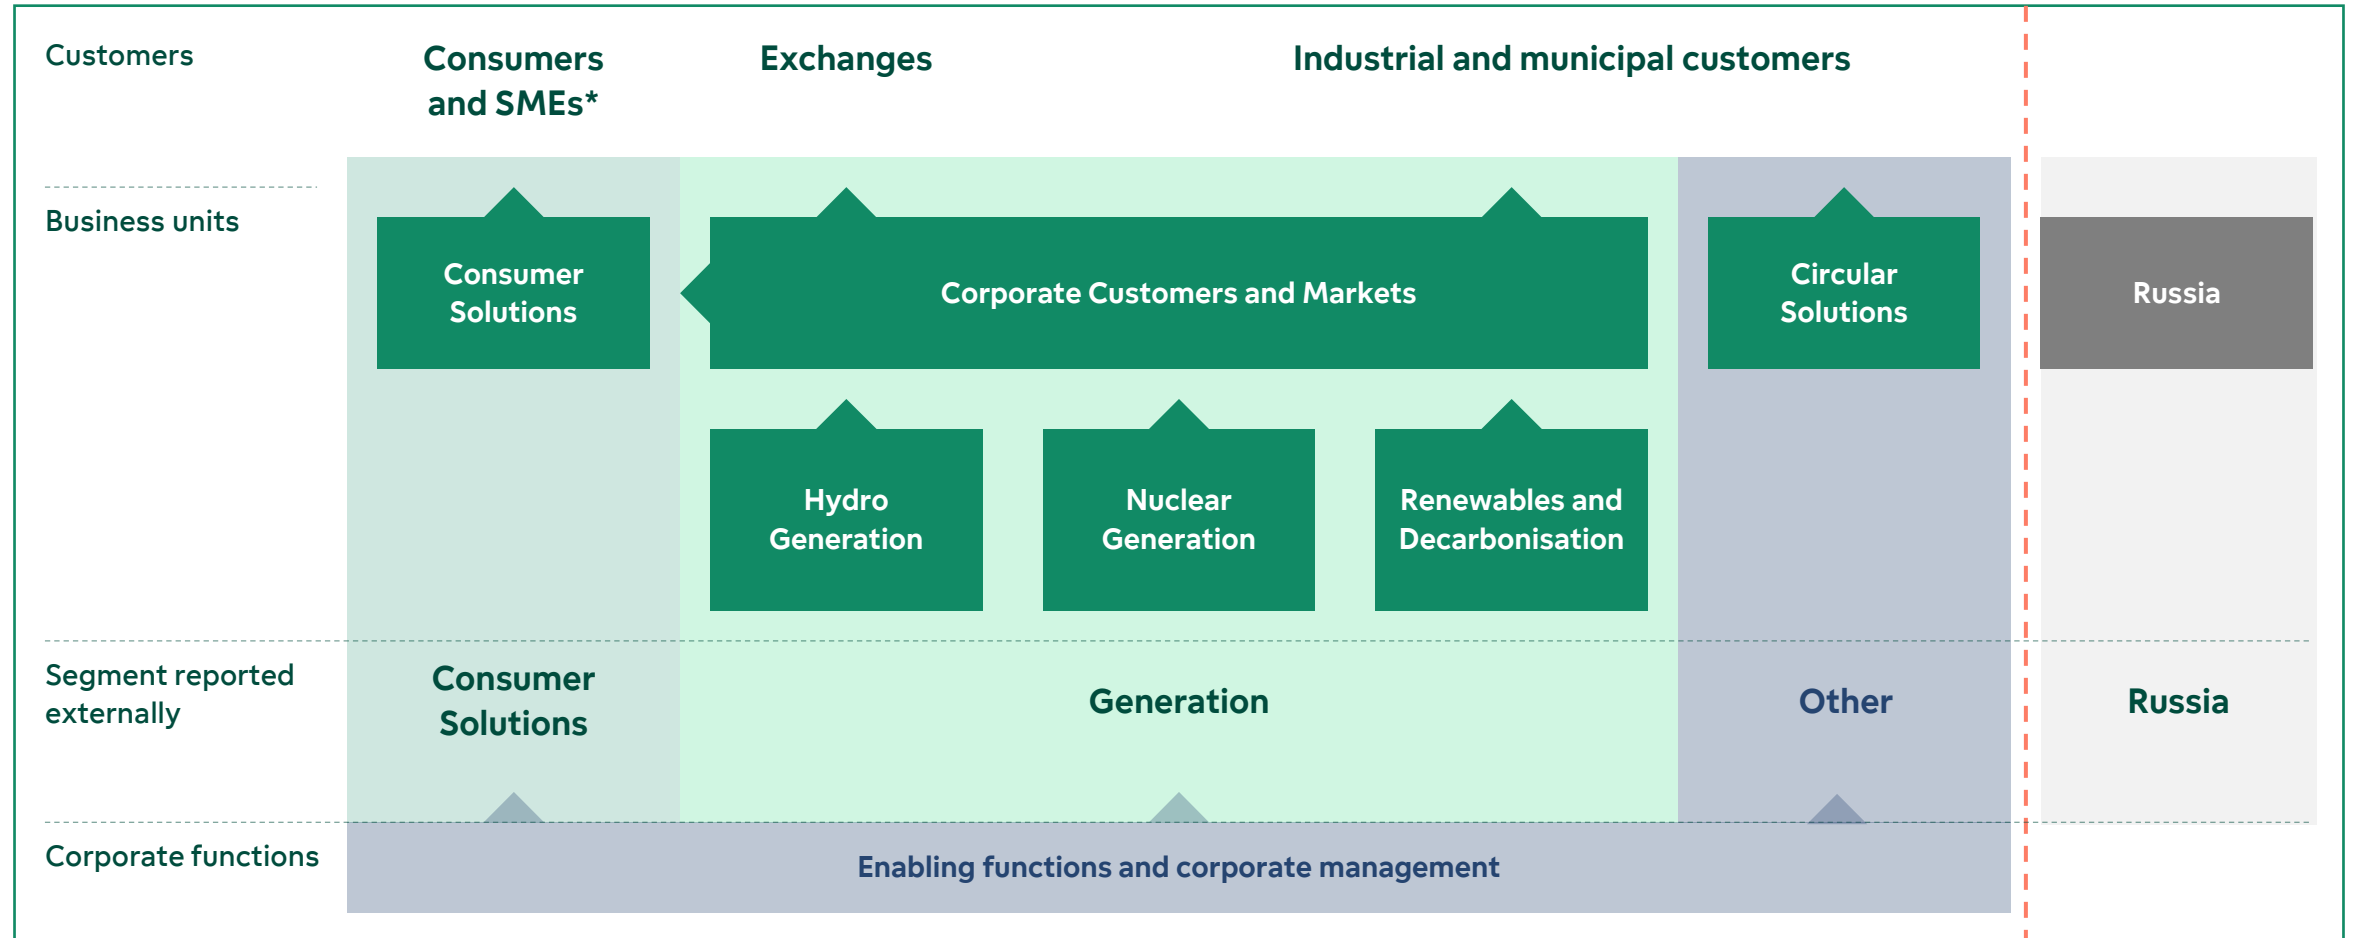 Customers
Consumers
and SMEs*
Exchanges
Industrial and municipal customers
Business units
Consumer
Solutions
Corporate Customers and Markets
Circular
Solutions
Russia
Hydro
Generation
Nuclear
Generation
Renewables and
Decarbonisation
Segment reported
externally
Consumer
Solutions
Generation
Other
Russia
Corporate functions
Enabling functions and corporate management